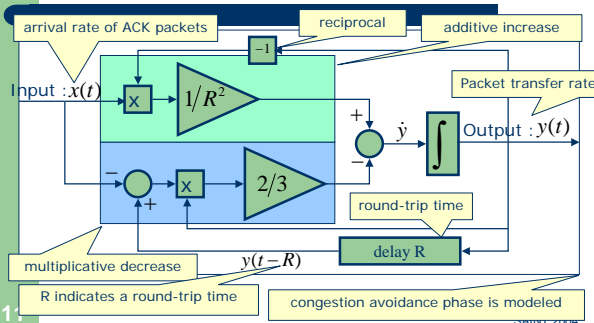 arrival rate of ACK packets
reciprocal
additive increase
-1
Packet transfer rate
Input : x(t)
x
1/R²
+
−
ẏ
∫
Output : y(t)
−
+
x
2/3
round-trip time
delay R
multiplicative decrease
y(t−R)
R indicates a round-trip time
congestion avoidance phase is modeled
11